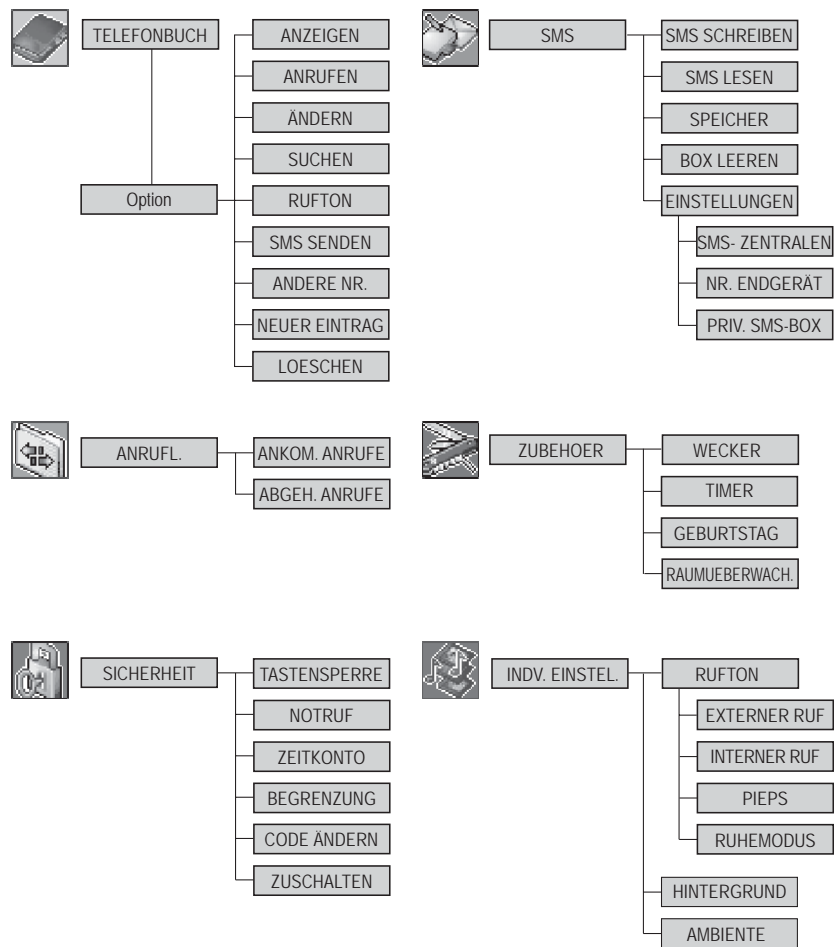 TELEFONBUCH
Option
ANZEIGEN
ANRUFEN
ÄNDERN
SUCHEN
RUFTON
SMS SENDEN
ANDERE NR.
NEUER EINTRAG
LOESCHEN
SMS
SMS SCHREIBEN
SMS LESEN
SPEICHER
BOX LEEREN
EINSTELLUNGEN
SMS- ZENTRALEN
NR. ENDGERÄT
PRIV. SMS-BOX
ANRUFL.
ANKOM. ANRUFE
ABGEH. ANRUFE
ZUBEHOER
WECKER
TIMER
GEBURTSTAG
RAUMUEBERWACH.
SICHERHEIT
TASTENSPERRE
NOTRUF
ZEITKONTO
BEGRENZUNG
CODE ÄNDERN
ZUSCHALTEN
INDV. EINSTEL.
RUFTON
EXTERNER RUF
INTERNER RUF
PIEPS
RUHEMODUS
HINTERGRUND
AMBIENTE